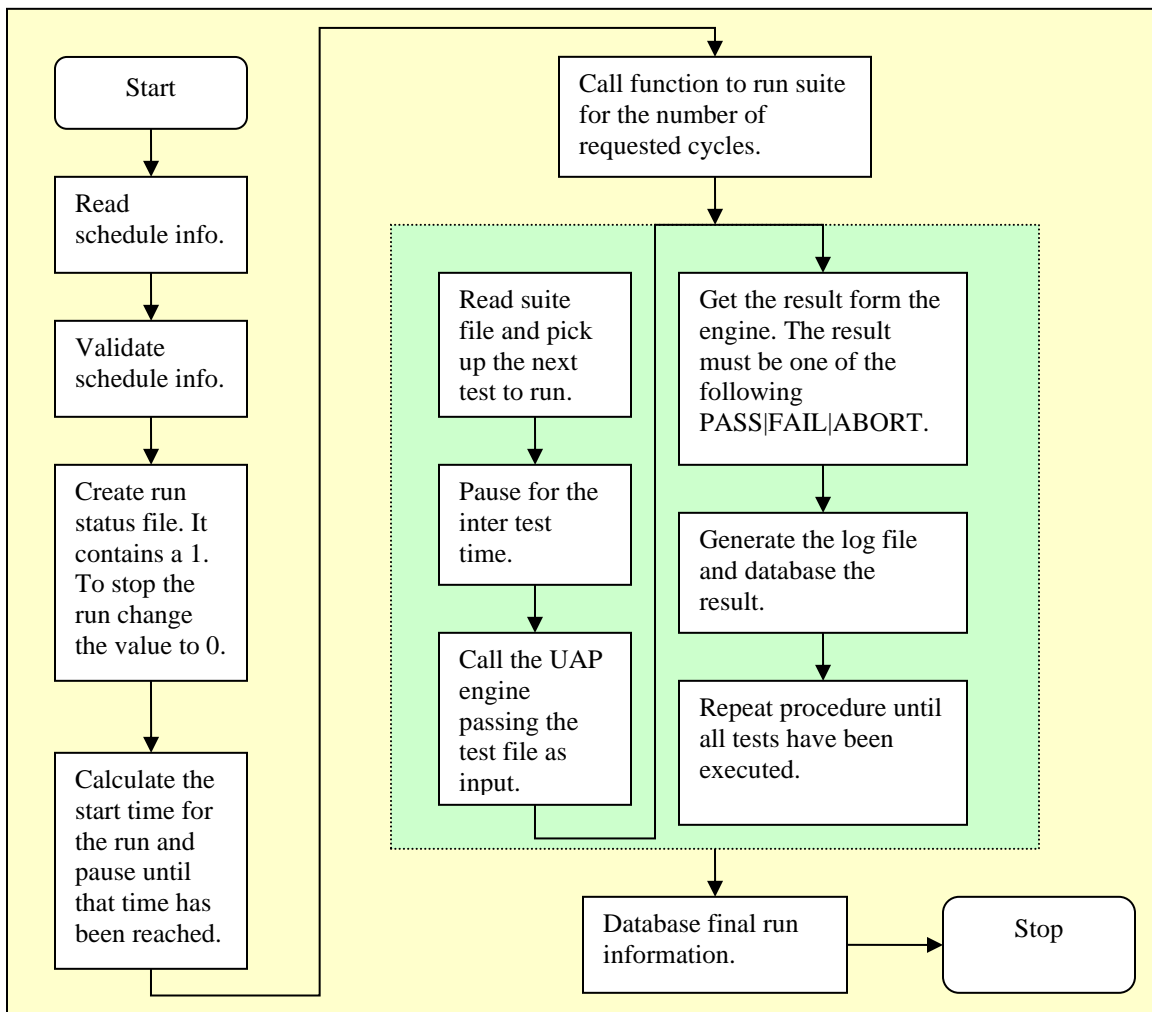 Start
Read
schedule info.
Validate
schedule info.
Create run
status file. It
contains a 1.
To stop the
run change
the value to 0.
Calculate the
start time for
the run and
pause until
that time has
been reached.
Call function to run suite
for the number of
requested cycles.
Read suite
file and pick
up the next
test to run.
Pause for the
inter test
time.
Call the UAP
engine
passing the
test file as
input.
Get the result form the
engine. The result
must be one of the
following
PASS|FAIL|ABORT.
Generate the log file
and database the
result.
Repeat procedure until
all tests have been
executed.
Database final run
information.
Stop